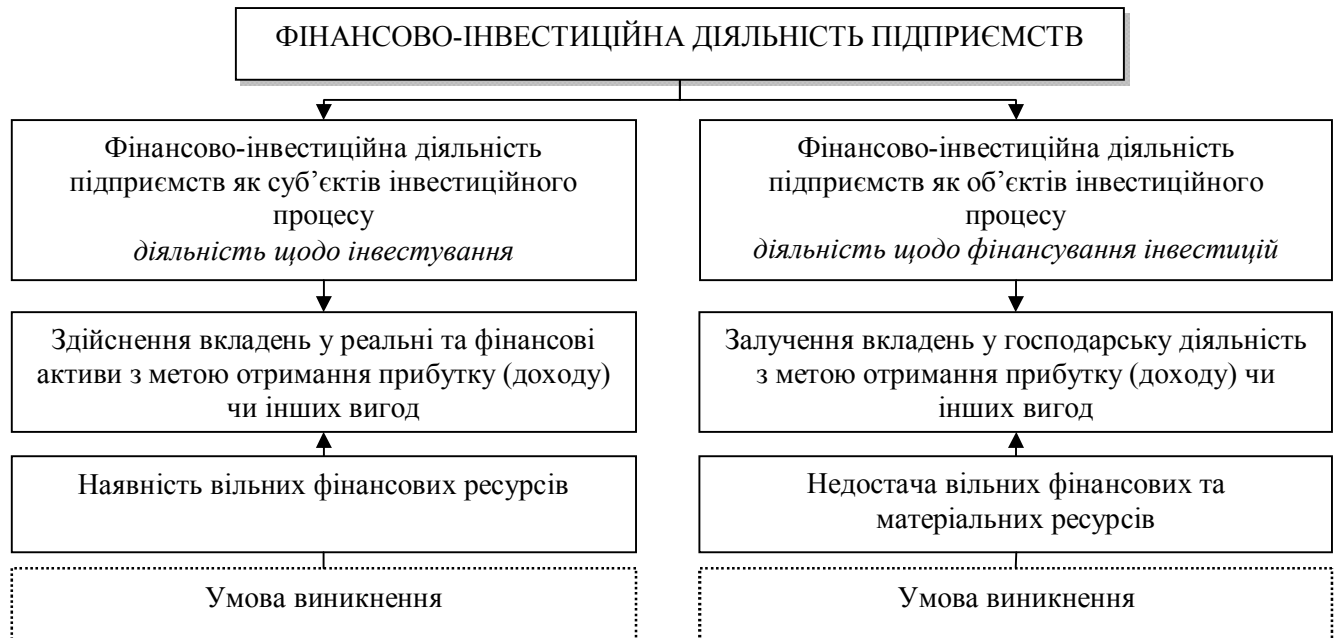 ФІНАНСОВО-ІНВЕСТИЦІЙНА ДІЯЛЬНІСТЬ ПІДПРИЄМСТВ
Фінансово-інвестиційна діяльність
підприємств як суб’єктів інвестиційного
процесу
діяльність щодо інвестування
Фінансово-інвестиційна діяльність
підприємств як об’єктів інвестиційного
процесу
діяльність щодо фінансування інвестицій
Здійснення вкладень у реальні та фінансові
активи з метою отримання прибутку (доходу)
чи інших вигод
Залучення вкладень у господарську діяльність
з метою отримання прибутку (доходу) чи
інших вигод
Наявність вільних фінансових ресурсів
Недостача вільних фінансових та
матеріальних ресурсів
Умова виникнення
Умова виникнення